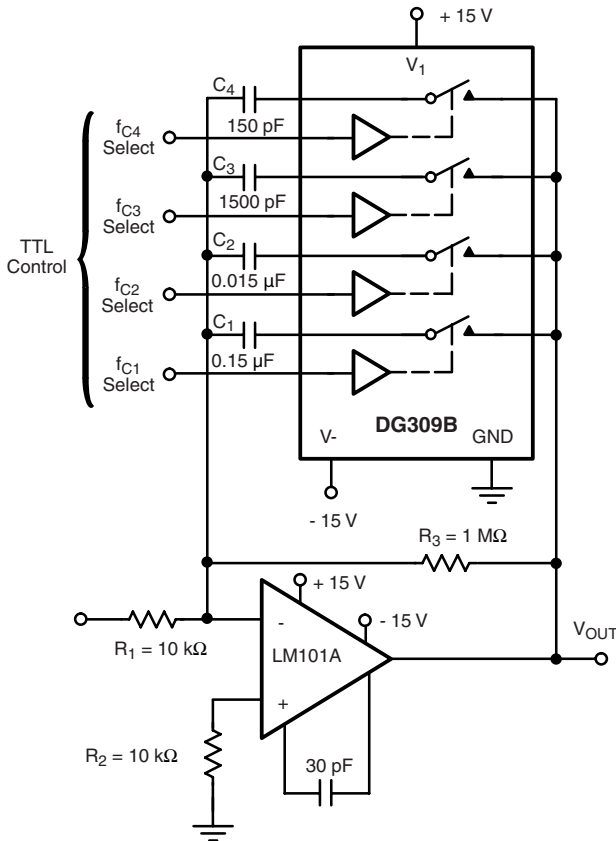 + 15 V
V1
C4
150 pF
fC4
Select
C3
1500 pF
fC3
Select
TTL
Control
C2
0.015 µF
fC2
Select
C1
0.15 µF
fC1
Select
DG309B
V-
GND
- 15 V
R3 = 1 MΩ
+ 15 V
- 15 V
-
LM101A
+
R1 = 10 kΩ
VOUT
R2 = 10 kΩ
30 pF